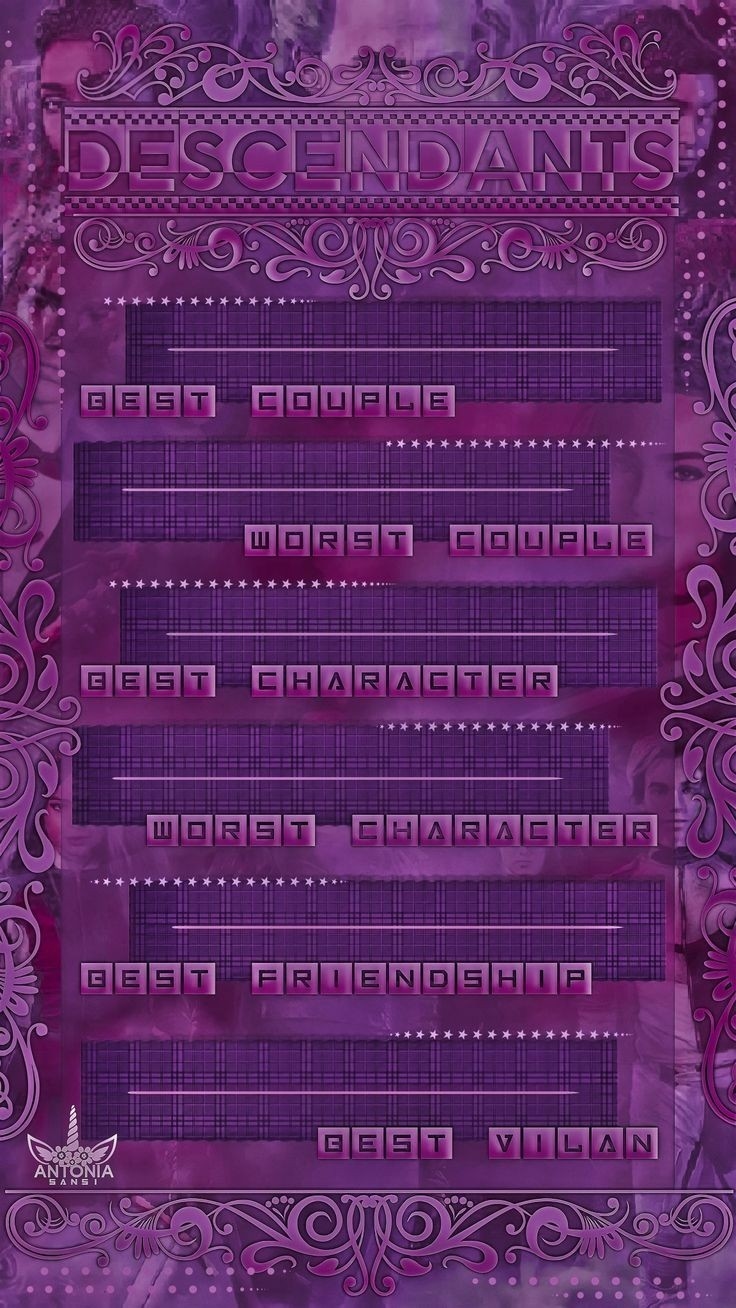 DESCENDANTS
BEST COUPLE
WORST COUPLE
BEST CHARACTER
WORST CHARACTER
BEST FRIENDSHIP
BEST VILAN
ANTONIA
SANSI